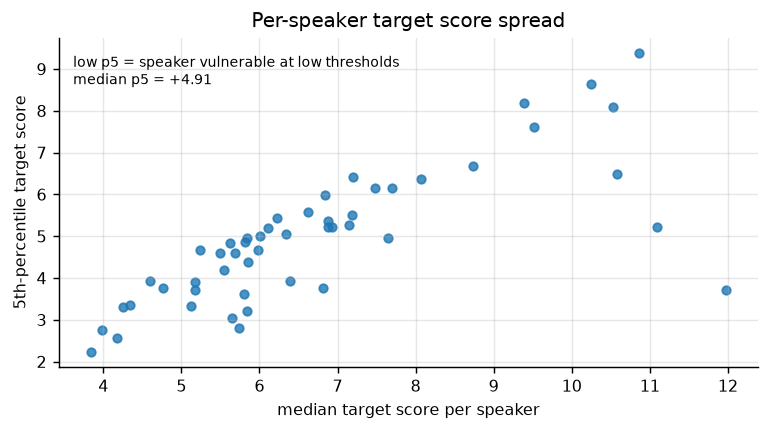 Per-speaker target score spread
low p5 = speaker vulnerable at low thresholds
median p5 = +4.91
5th-percentile target score
9
8
7
6
5
4
3
2
4 5 6 7 8 9 10 11 12
median target score per speaker